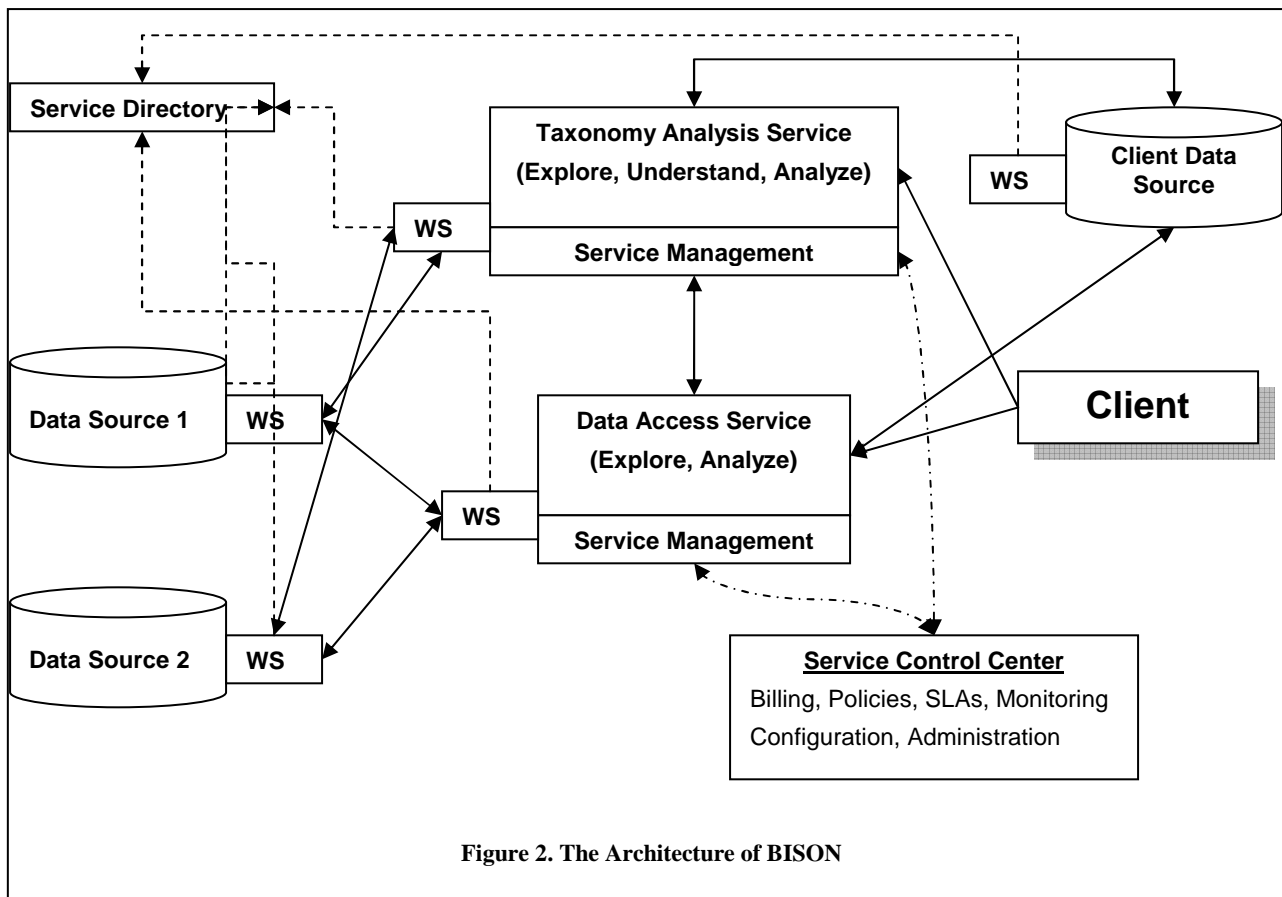 Service Directory
Taxonomy Analysis Service
(Explore, Understand, Analyze)
WS
Service Management
WS
Client Data
Source
Data Source 1
WS
Data Access Service
(Explore, Analyze)
WS
Service Management
Client
Data Source 2
WS
Service Control Center
Billing, Policies, SLAs, Monitoring
Configuration, Administration
Figure 2. The Architecture of BISON